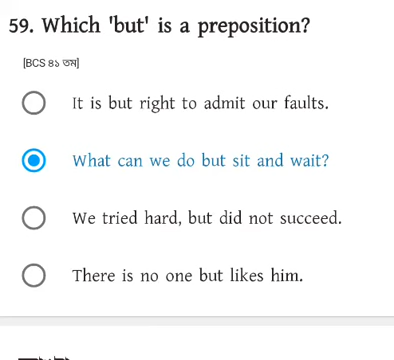 59. Which 'but' is a preposition?
[BCS ৪১ তম]
It is but right to admit our faults.
What can we do but sit and wait?
We tried hard, but did not succeed.
There is no one but likes him.